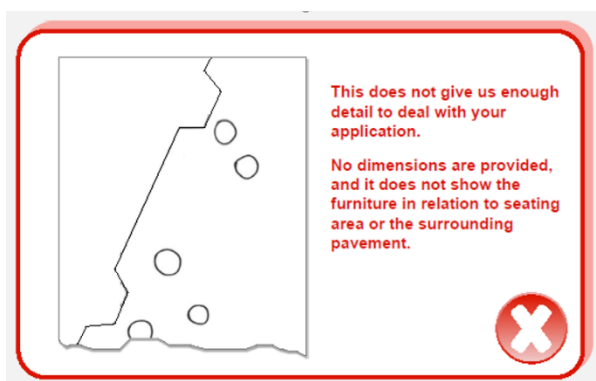 This does not give us enough
detail to deal with your
application.
No dimensions are provided,
and it does not show the
furniture in relation to seating
area or the surrounding
pavement.